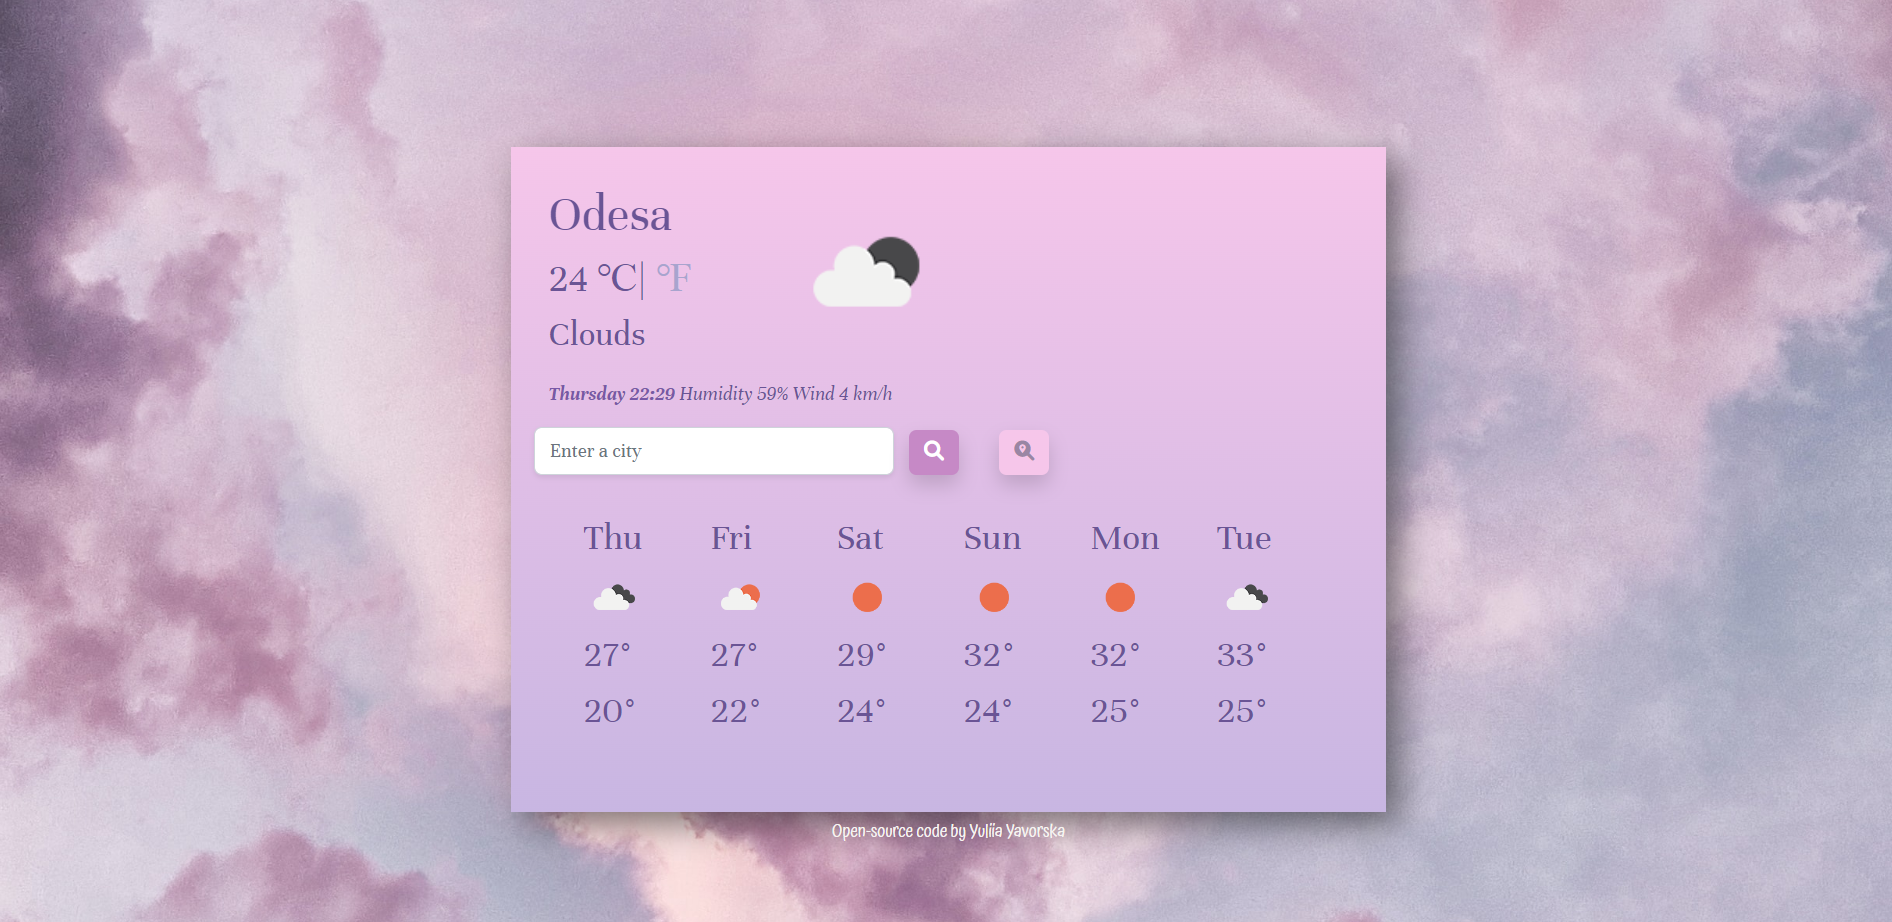 Odesa
24 °C| °F
Clouds
Thursday 22:29 Humidity 59% Wind 4 km/h
Enter a city
Thu Fri Sat Sun Mon Tue
27° 27° 29° 32° 32° 33°
20° 22° 24° 24° 25° 25°
Open-source code by Yuliia Yavorska